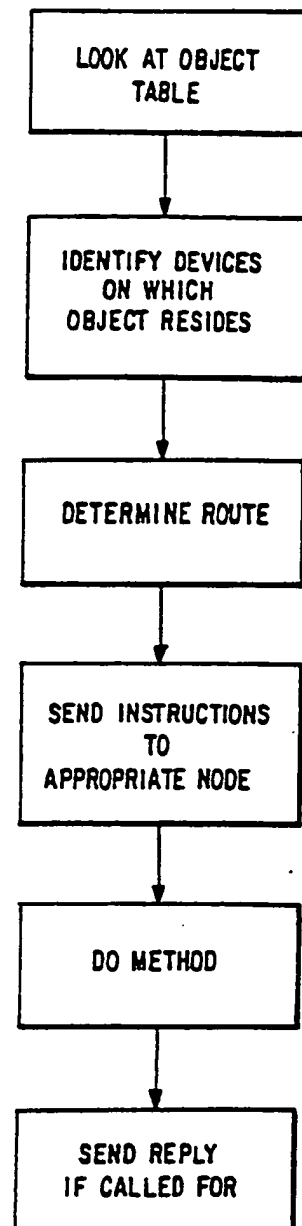 LOOK AT OBJECT
TABLE
IDENTIFY DEVICES
ON WHICH
OBJECT RESIDES
DETERMINE ROUTE
SEND INSTRUCTIONS
TO
APPROPRIATE NODE
DO METHOD
SEND REPLY
IF CALLED FOR